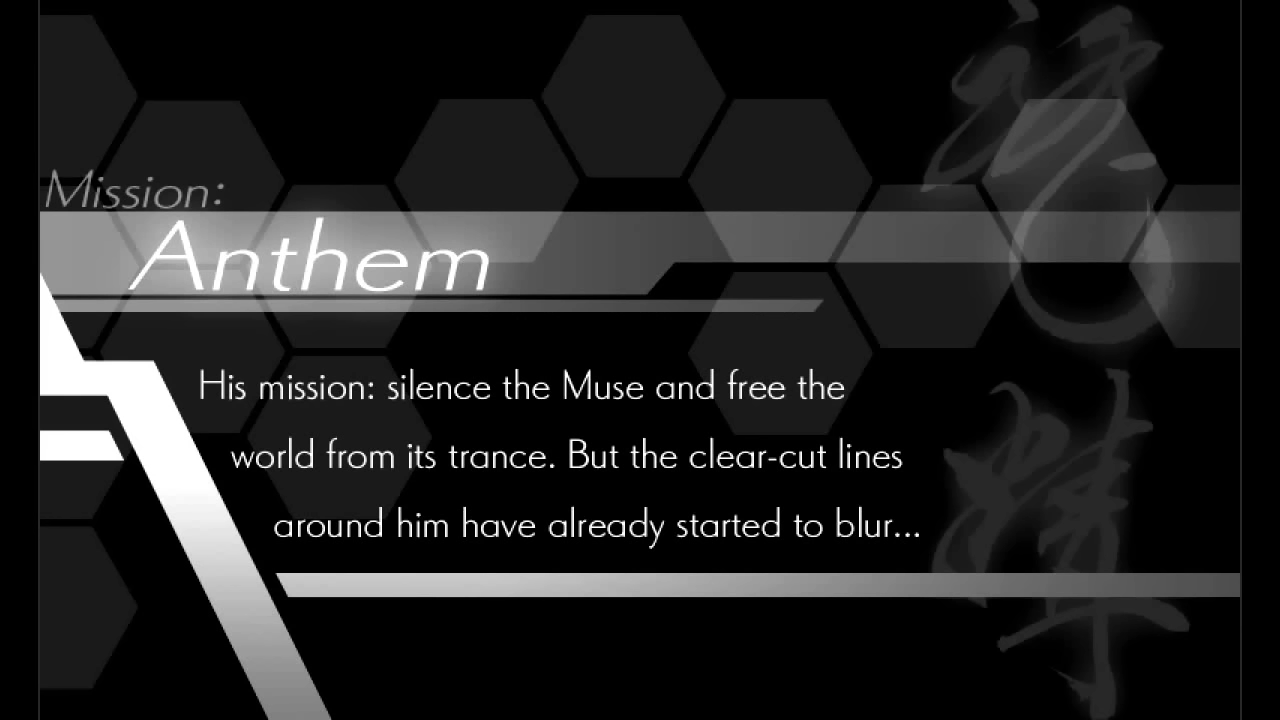 Mission:
Anthem
His mission: silence the Muse and free the
world from its trance. But the clear-cut lines
around him have already started to blur...